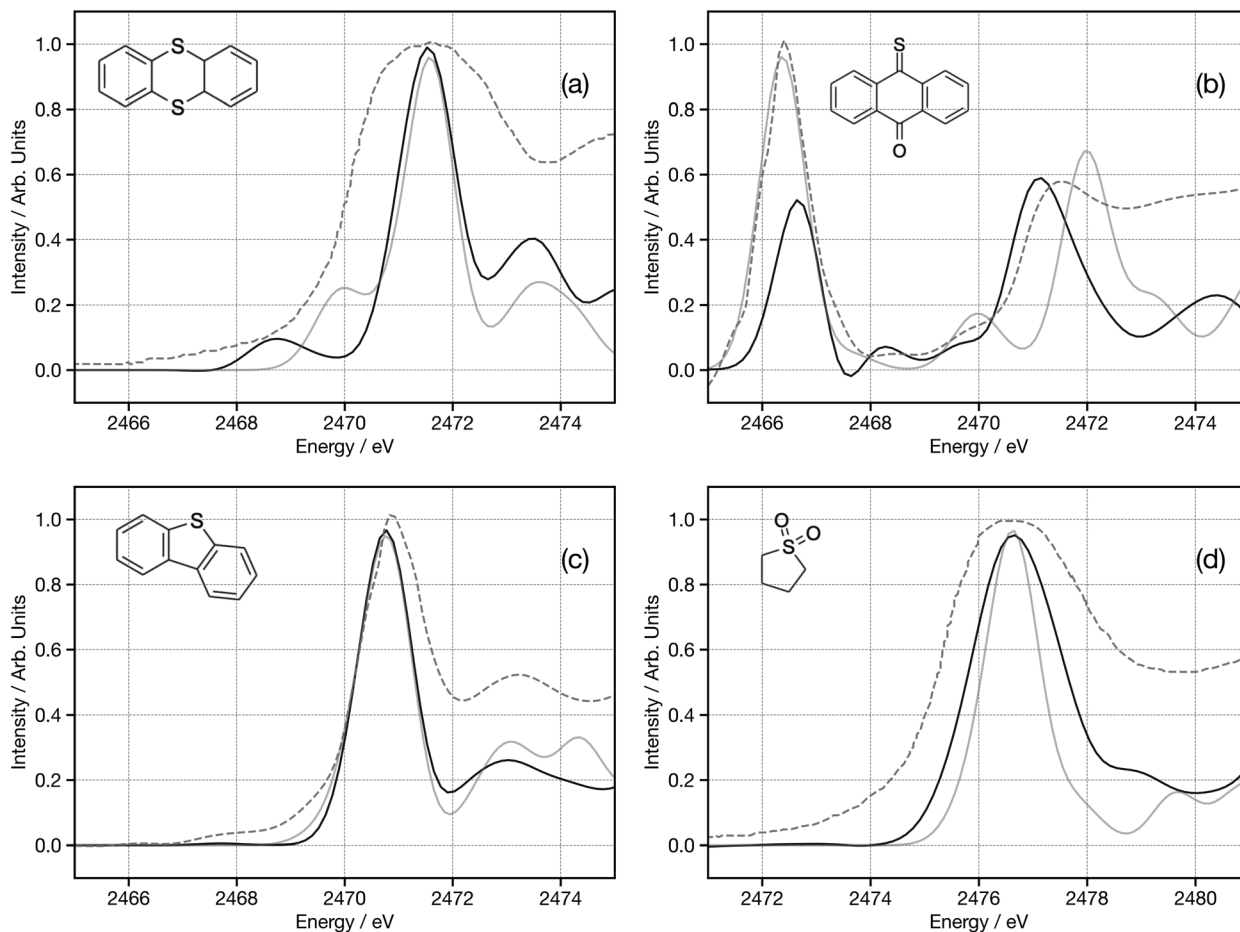 1.0
0.8
0.6
0.4
0.2
0.0
Intensity / Arb. Units
S
S
(a)
2466 2468 2470 2472 2474
Energy / eV
1.0
0.8
0.6
0.4
0.2
0.0
Intensity / Arb. Units
S
O
(b)
2466 2468 2470 2472 2474
Energy / eV
1.0
0.8
0.6
0.4
0.2
0.0
Intensity / Arb. Units
S
(c)
2466 2468 2470 2472 2474
Energy / eV
1.0
0.8
0.6
0.4
0.2
0.0
Intensity / Arb. Units
O
O
S
(d)
2472 2474 2476 2478 2480
Energy / eV